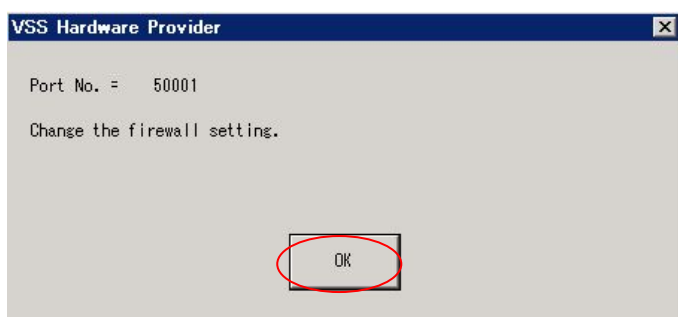 VSS Hardware Provider
Port No. = 50001
Change the firewall setting.
OK